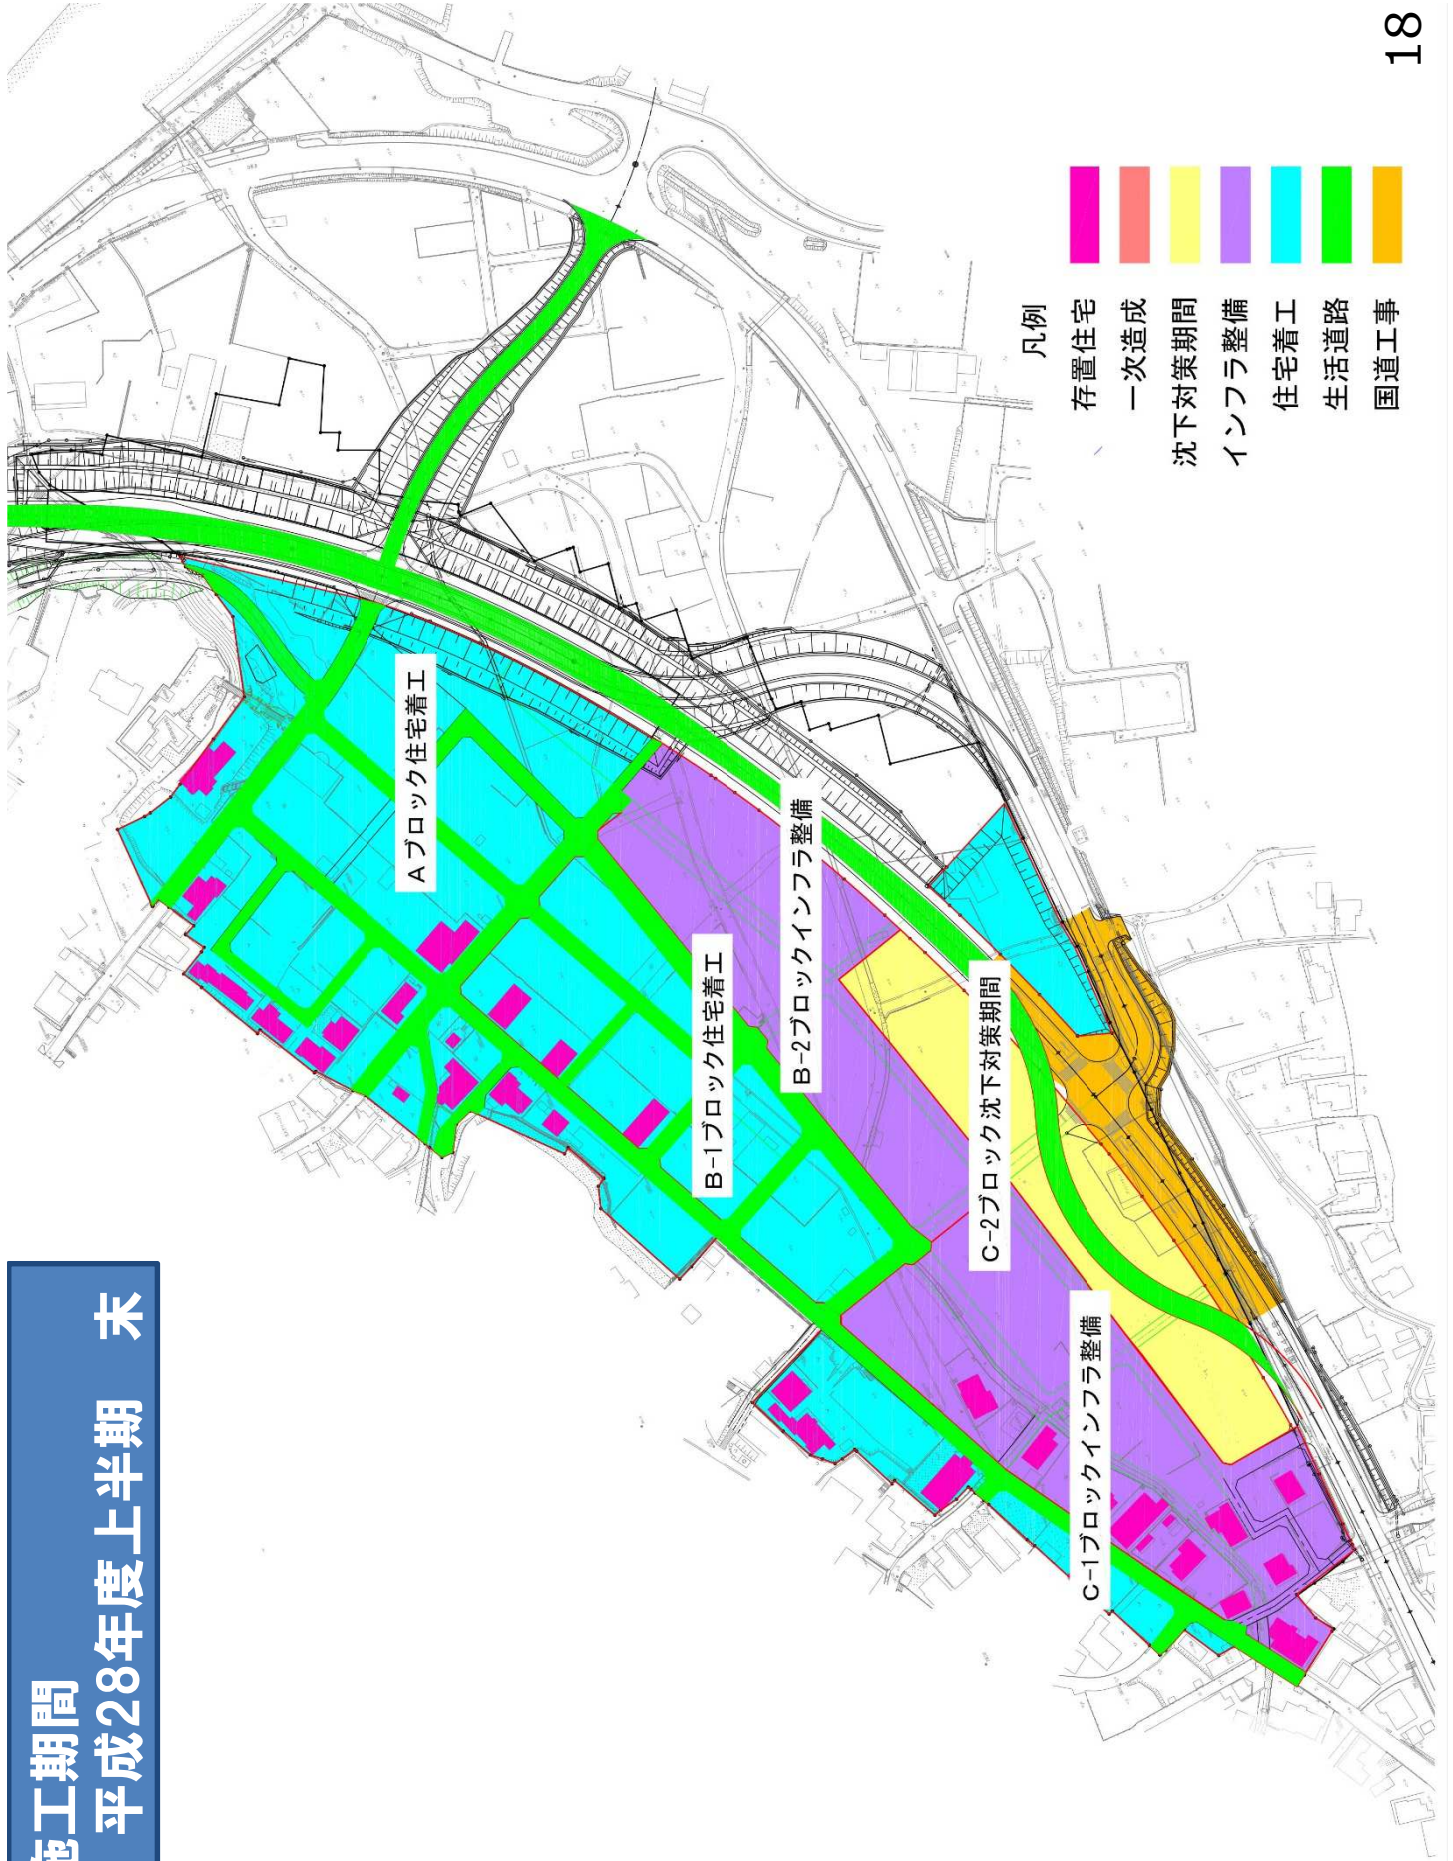 施工期間
平成28年度上半期 末
Aブロック住宅着工
B-1ブロック住宅着工
B-2ブロックインフラ整備
C-2ブロック沈下対策期間
C-1ブロックインフラ整備
凡例
存置住宅
一次造成
沈下対策期間
インフラ整備
住宅着工
生活道路
国道工事
18